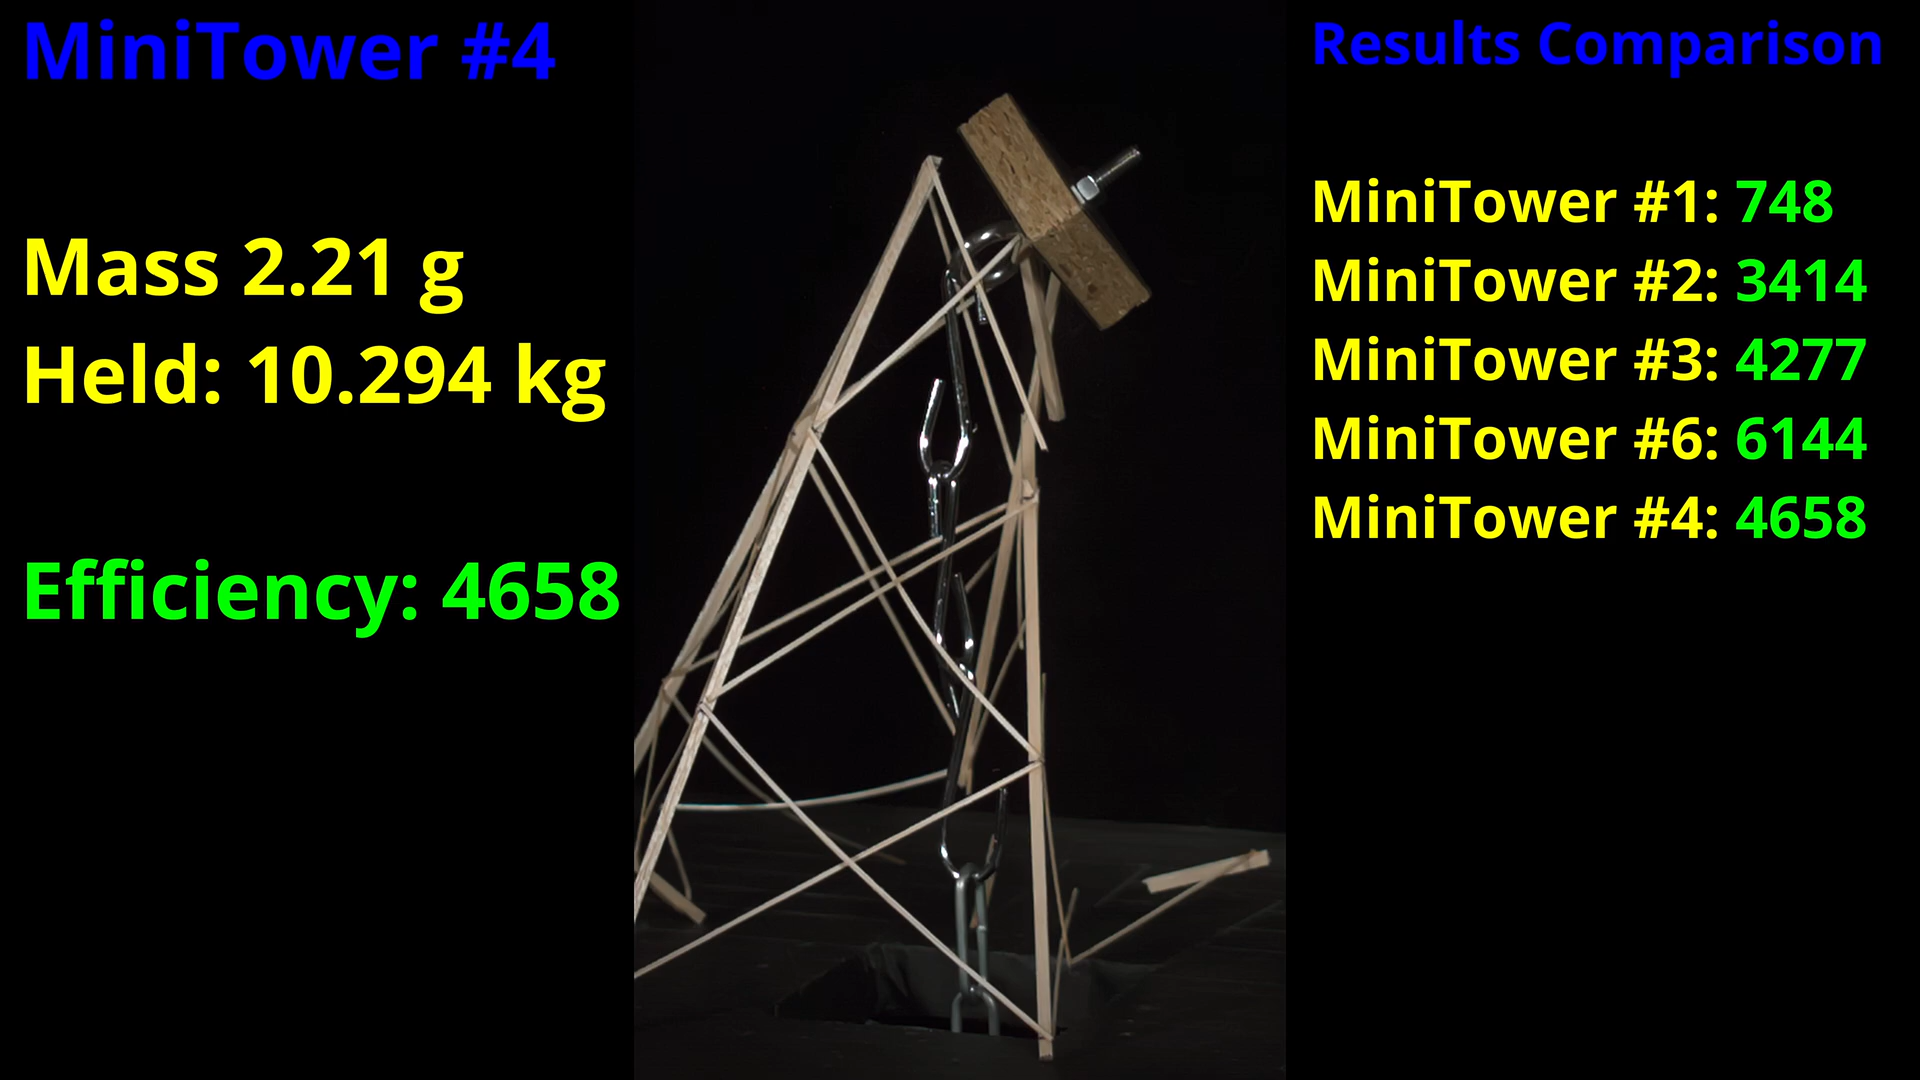 MiniTower #4
Mass 2.21 g
Held: 10.294 kg
Efficiency: 4658
Results Comparison
MiniTower #1: 748
MiniTower #2: 3414
MiniTower #3: 4277
MiniTower #6: 6144
MiniTower #4: 4658